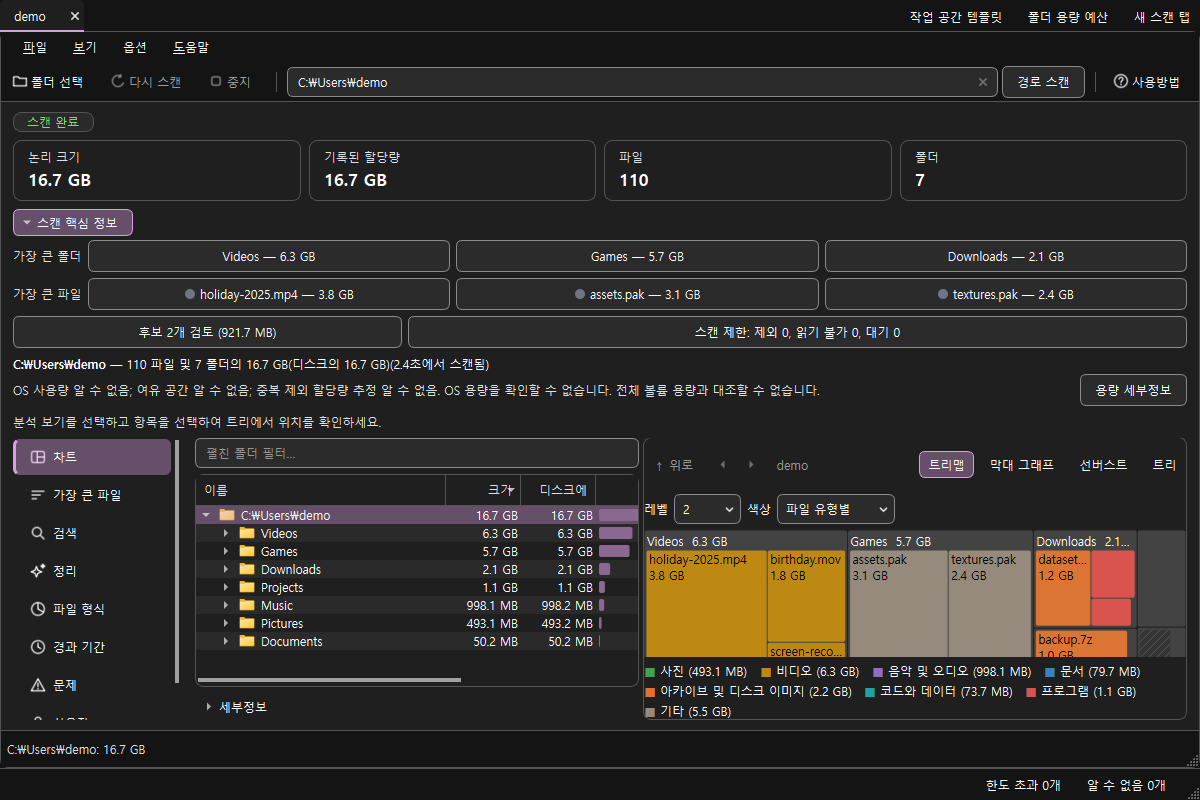 demo ✕ 작업 공간 템플릿 폴더 용량 예산 새 스캔 탭
파일 보기 옵션 도움말
폴더 선택 다시 스캔 중지 C:₩Users₩demo ✕ 경로 스캔 사용방법
스캔 완료
논리 크기 기록된 할당량 파일 폴더
16.7 GB 16.7 GB 110 7
스캔 핵심 정보
가장 큰 폴더 Videos — 6.3 GB Games — 5.7 GB Downloads — 2.1 GB
가장 큰 파일 holiday-2025.mp4 — 3.8 GB assets.pak — 3.1 GB textures.pak — 2.4 GB
후보 2개 검토 (921.7 MB) 스캔 제한: 제외 0, 읽기 불가 0, 대기 0
C:₩Users₩demo — 110 파일 및 7 폴더의 16.7 GB(디스크의 16.7 GB)(2.4초에서 스캔됨)
OS 사용량 알 수 없음; 여유 공간 알 수 없음; 중복 제외 할당량 추정 알 수 없음. OS 용량을 확인할 수 없습니다. 전체 볼륨 용량과 대조할 수 없습니다. 용량 세부정보
분석 보기를 선택하고 항목을 선택하여 트리에서 위치를 확인하세요.
차트
가장 큰 파일
검색
정리
파일 형식
경과 기간
문제
펼친 폴더 필터...
이름 크기 디스크에
C:₩Users₩demo 16.7 GB 16.7 GB
Videos 6.3 GB 6.3 GB
Games 5.7 GB 5.7 GB
Downloads 2.1 GB 2.1 GB
Projects 1.1 GB 1.1 GB
Music 998.1 MB 998.2 MB
Pictures 493.1 MB 493.2 MB
Documents 50.2 MB 50.2 MB
세부정보
↑ 위로 demo 트리맵 막대 그래프 선버스트 트리
레벨 2 색상 파일 유형별
Videos 6.3 GB Games 5.7 GB Downloads 2.1...
holiday-2025.mp4 birthday.mov assets.pak textures.pak dataset...
3.8 GB 1.8 GB 3.1 GB 2.4 GB 1.2 GB
backup.7z
screen-reco... 1.0 GB
사진 (493.1 MB) 비디오 (6.3 GB) 음악 및 오디오 (998.1 MB) 문서 (79.7 MB)
아카이브 및 디스크 이미지 (2.2 GB) 코드와 데이터 (73.7 MB) 프로그램 (1.1 GB)
기타 (5.5 GB)
C:₩Users₩demo: 16.7 GB
한도 초과 0개 알 수 없음 0개